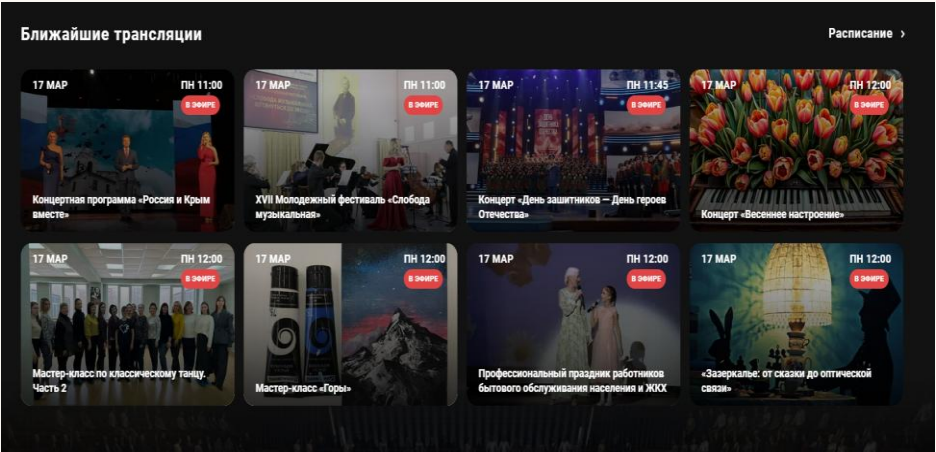 Ближайшие трансляции
Расписание ›
17 МАР ПН 11:00
В ЭФИРЕ
Концертная программа «Россия и Крым
вместе»
17 МАР ПН 11:00
В ЭФИРЕ
XVII Молодежный фестиваль «Слобода
музыкальная»
17 МАР ПН 11:45
В ЭФИРЕ
ДЕНЬ
ЗАЩИТНИКА
ОТЕЧЕСТВА
Концерт «День защитников — День героев
Отечества»
17 МАР ПН 12:00
В ЭФИРЕ
Концерт «Весеннее настроение»
17 МАР ПН 12:00
В ЭФИРЕ
Мастер-класс по классическому танцу.
Часть 2
17 МАР ПН 12:00
В ЭФИРЕ
Мастер-класс «Горы»
17 МАР ПН 12:00
В ЭФИРЕ
Профессиональный праздник работников
бытового обслуживания населения и ЖКХ
17 МАР ПН 12:00
В ЭФИРЕ
«Зазеркалье: от сказки до оптической
связи»